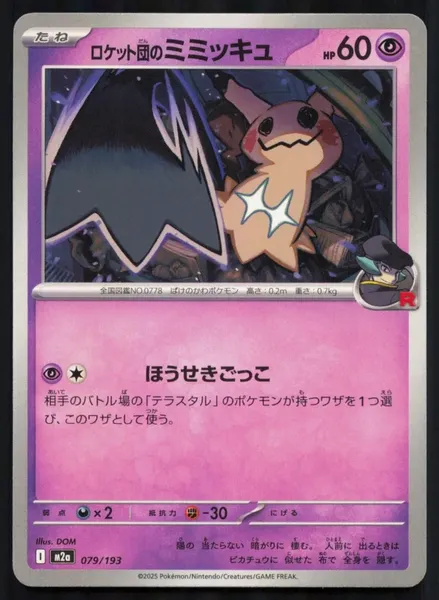 たね
ロケット団のミミッキュ
HP60
全国図鑑NO.0778 ばけのかわポケモン 高さ:0.2m 重さ:0.7kg
R
ほうせきごっこ
相手のバトル場の「テラスタル」のポケモンが持つワザを1つ選
び、このワザとして使う。
弱点 ×2 抵抗力 -30 にげる
Illus. DOM
I m2a 079/193
陽の 当たらない 暗がりに 棲む。 人前に 出るときは
ピカチュウに 似せた 布で 全身を 隠す。
©2025 Pokémon/Nintendo/Creatures/GAME FREAK.